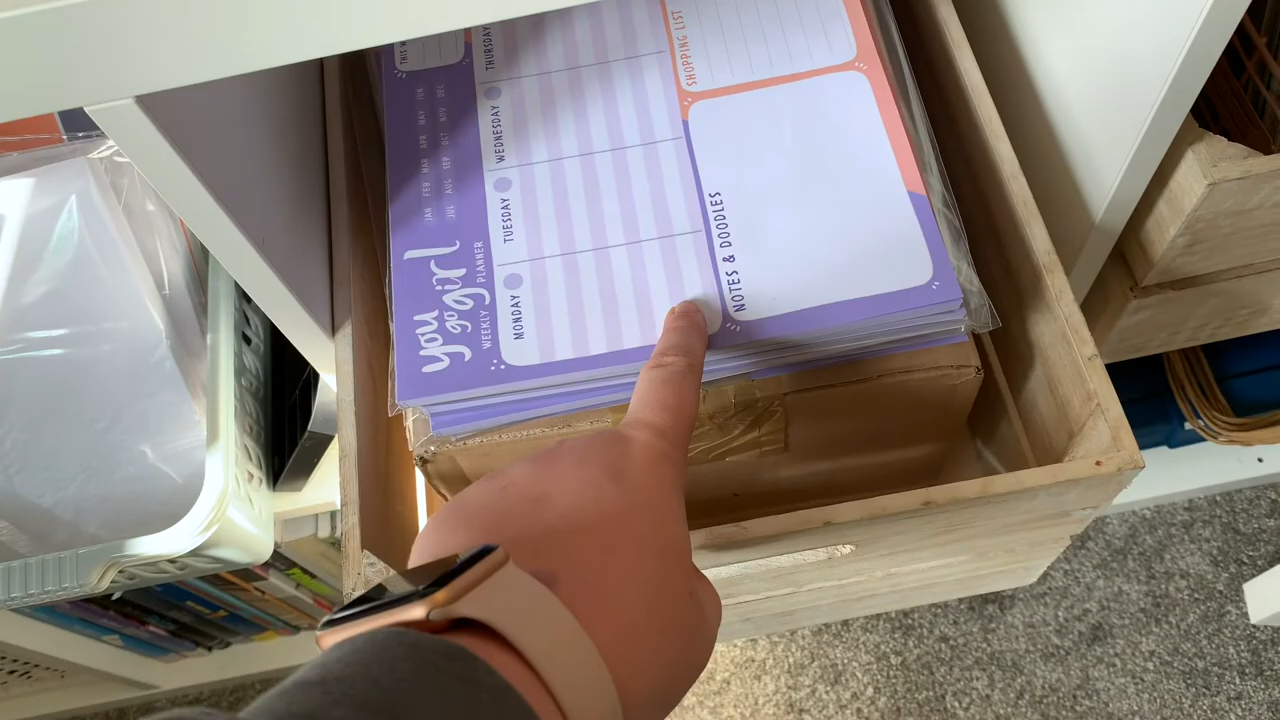 you
go girl
WEEKLY PLANNER
JAN FEB MAR APR MAY JUN
JUL AUG SEP OCT NOV DEC
THIS W
MONDAY
TUESDAY
WEDNESDAY
THURSDAY
SHOPPING LIST
NOTES & DOODLES